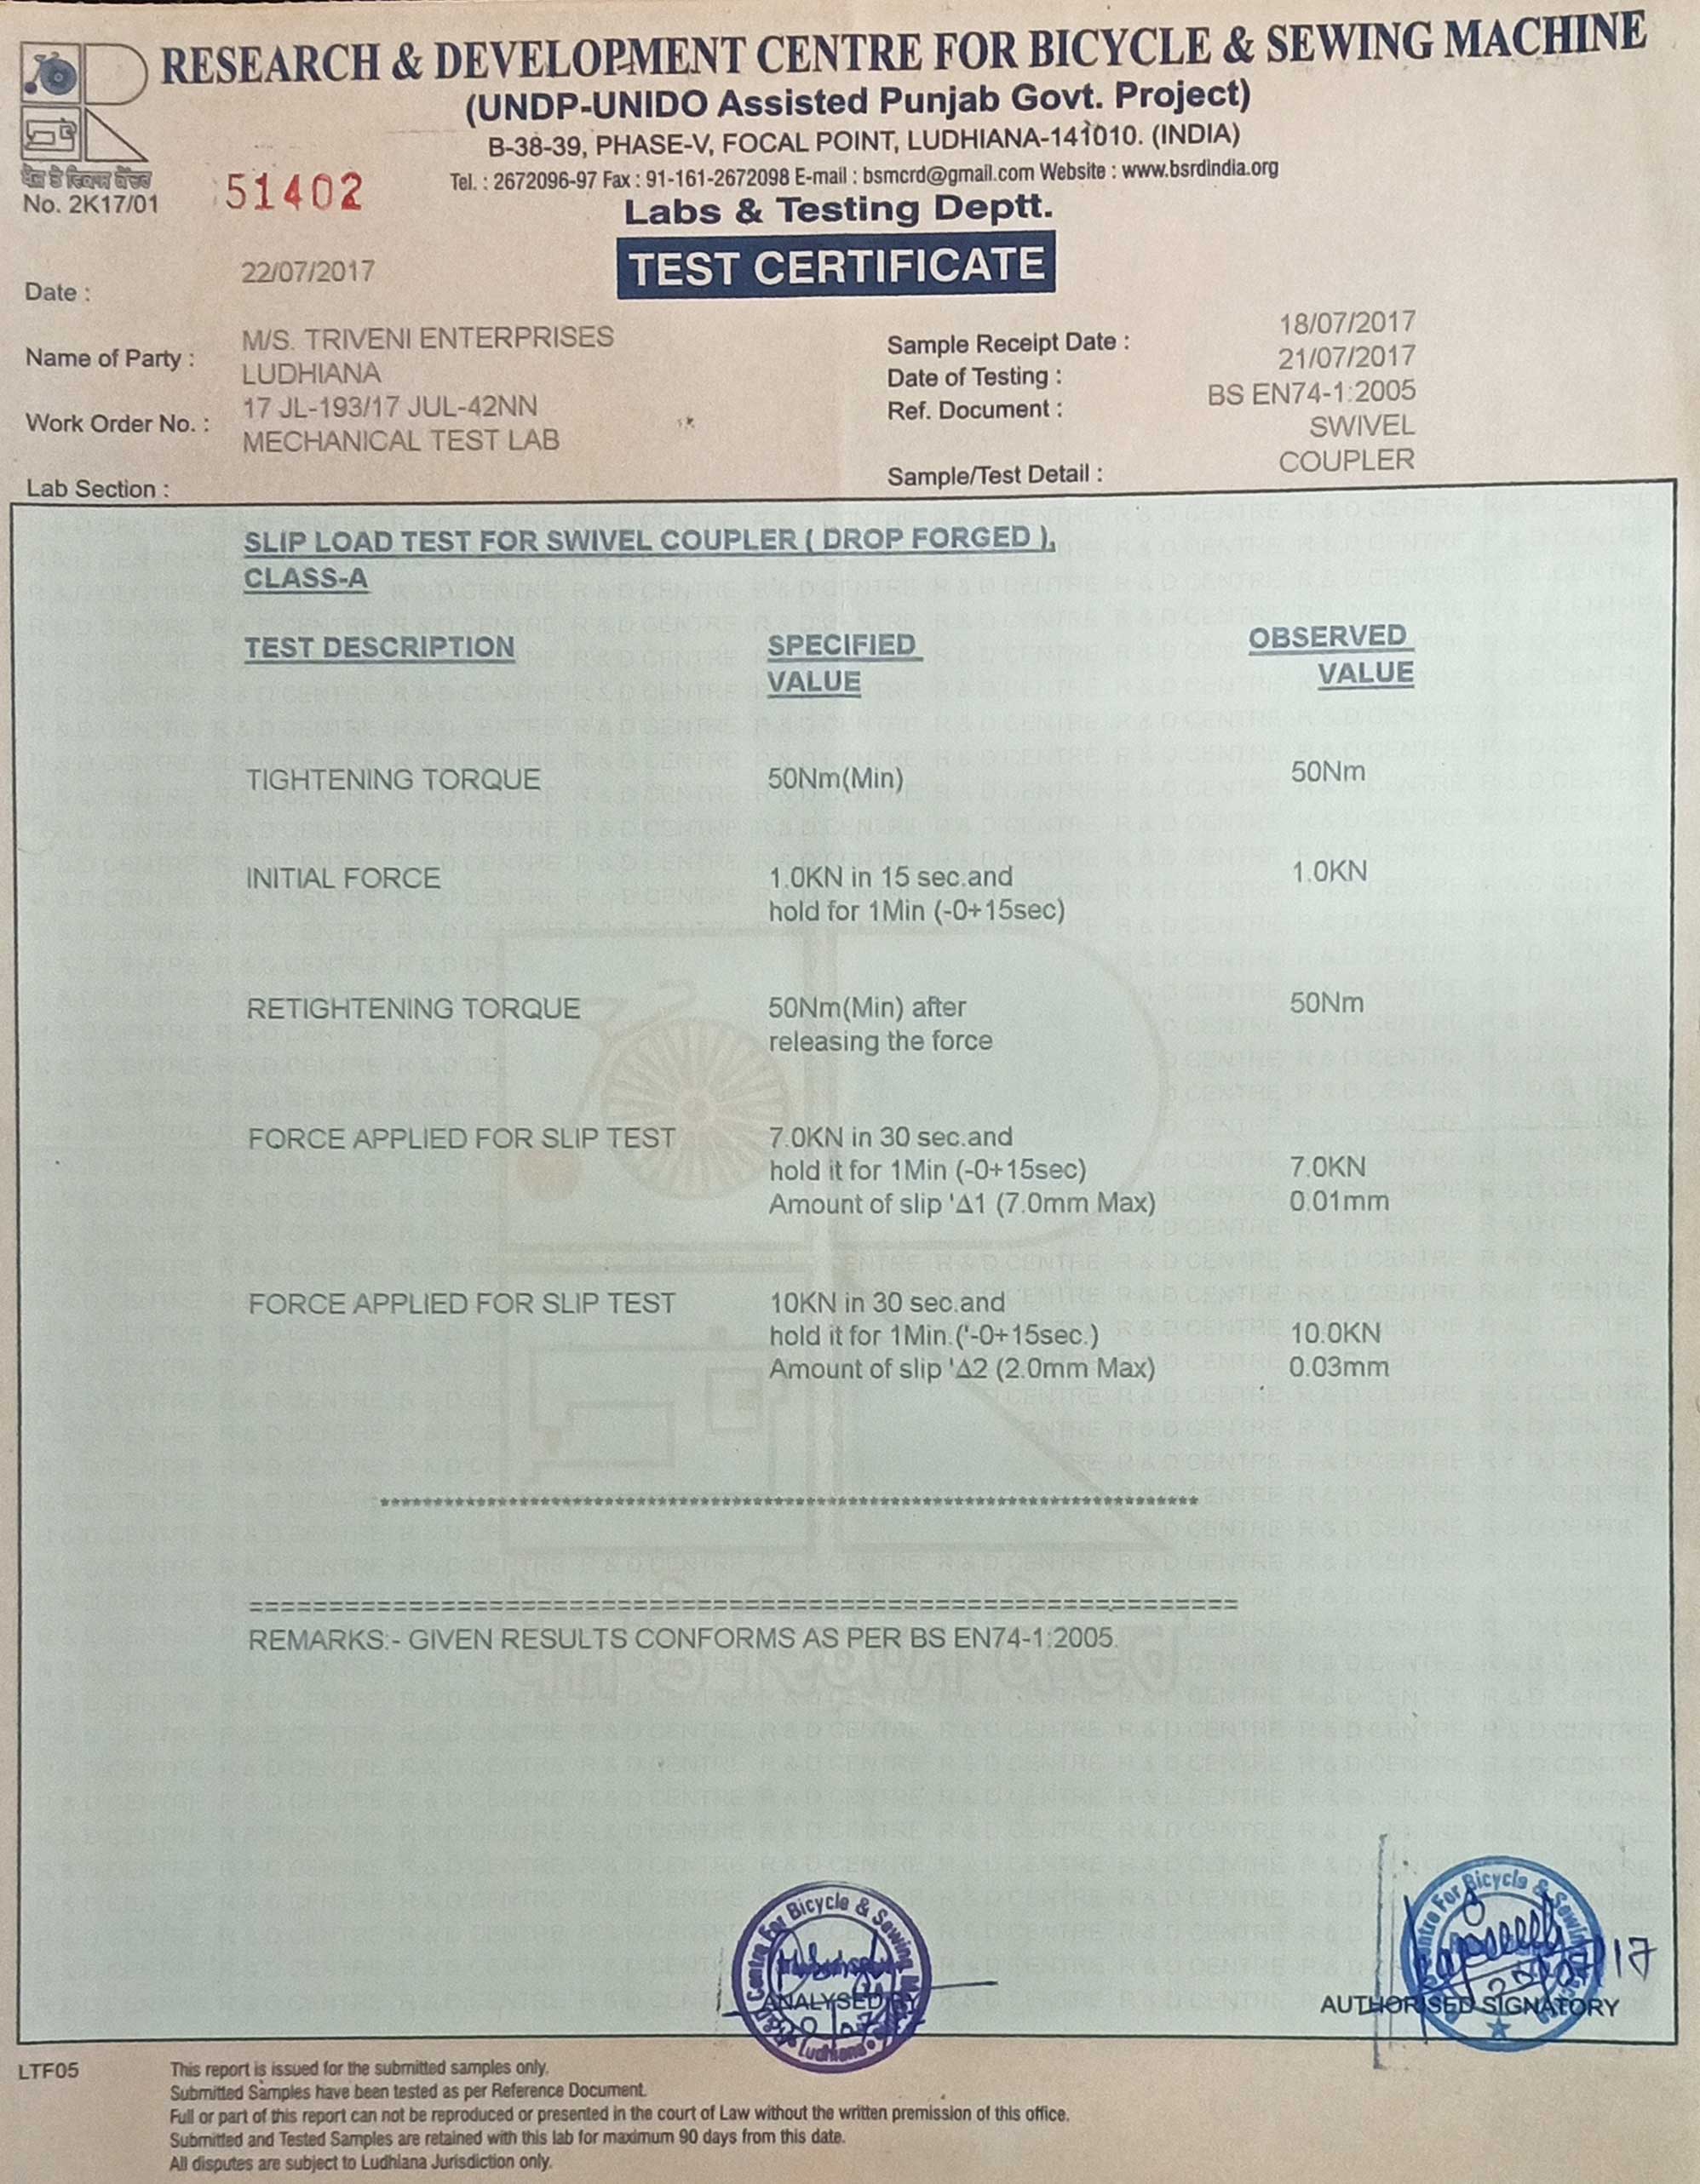 RESEARCH & DEVELOPMENT CENTRE FOR BICYCLE & SEWING MACHINE
(UNDP-UNIDO Assisted Punjab Govt. Project)
B-38-39, PHASE-V, FOCAL POINT, LUDHIANA-141010. (INDIA)
Tel. : 2672096-97 Fax : 91-161-2672098 E-mail : bsmcrd@gmail.com Website : www.bsrdindia.org
ਖੋਜ ਤੇ ਵਿਕਾਸ ਕੇਂਦਰ
No. 2K17/01 51402
Labs & Testing Deptt.
TEST CERTIFICATE
Date : 22/07/2017
Name of Party : M/S. TRIVENI ENTERPRISES
LUDHIANA
Work Order No. : 17 JL-193/17 JUL-42NN
Lab Section : MECHANICAL TEST LAB
Sample Receipt Date : 18/07/2017
Date of Testing : 21/07/2017
Ref. Document : BS EN74-1:2005
Sample/Test Detail : SWIVEL
COUPLER
SLIP LOAD TEST FOR SWIVEL COUPLER ( DROP FORGED ),
CLASS-A
TEST DESCRIPTION SPECIFIED VALUE OBSERVED VALUE
TIGHTENING TORQUE 50Nm(Min) 50Nm
INITIAL FORCE 1.0KN in 15 sec.and 1.0KN
hold for 1Min (-0+15sec)
RETIGHTENING TORQUE 50Nm(Min) after 50Nm
releasing the force
FORCE APPLIED FOR SLIP TEST 7.0KN in 30 sec.and
hold it for 1Min (-0+15sec) 7.0KN
Amount of slip 'Δ1 (7.0mm Max) 0.01mm
FORCE APPLIED FOR SLIP TEST 10KN in 30 sec.and
hold it for 1Min.('-0+15sec.) 10.0KN
Amount of slip 'Δ2 (2.0mm Max) 0.03mm
REMARKS:- GIVEN RESULTS CONFORMS AS PER BS EN74-1:2005.
Centre For Bicycle & Sewing
Ludhiana
ANALYSED BY
For Bicycle & Sewing
AUTHORISED SIGNATORY
LTF05
This report is issued for the submitted samples only.
Submitted Samples have been tested as per Reference Document.
Full or part of this report can not be reproduced or presented in the court of Law without the written premission of this office.
Submitted and Tested Samples are retained with this lab for maximum 90 days from this date.
All disputes are subject to Ludhiana Jurisdiction only.